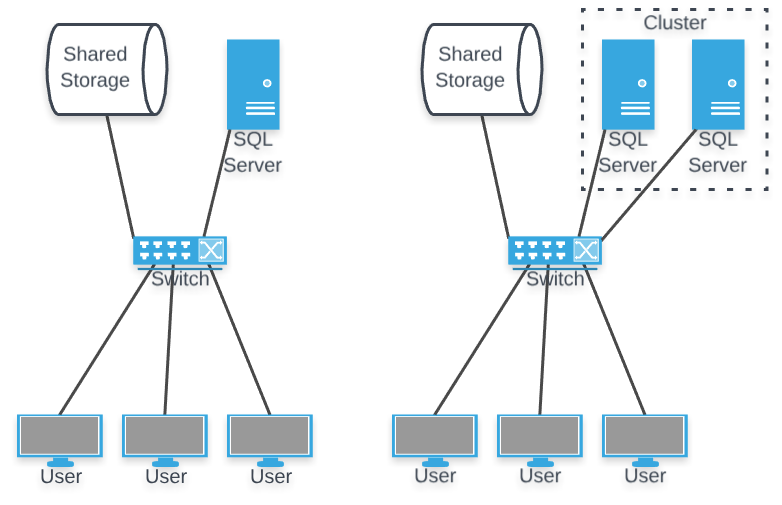 Shared
Storage
SQL
Server
Switch
User
User
User
Cluster
Shared
Storage
SQL
Server
SQL
Server
Switch
User
User
User